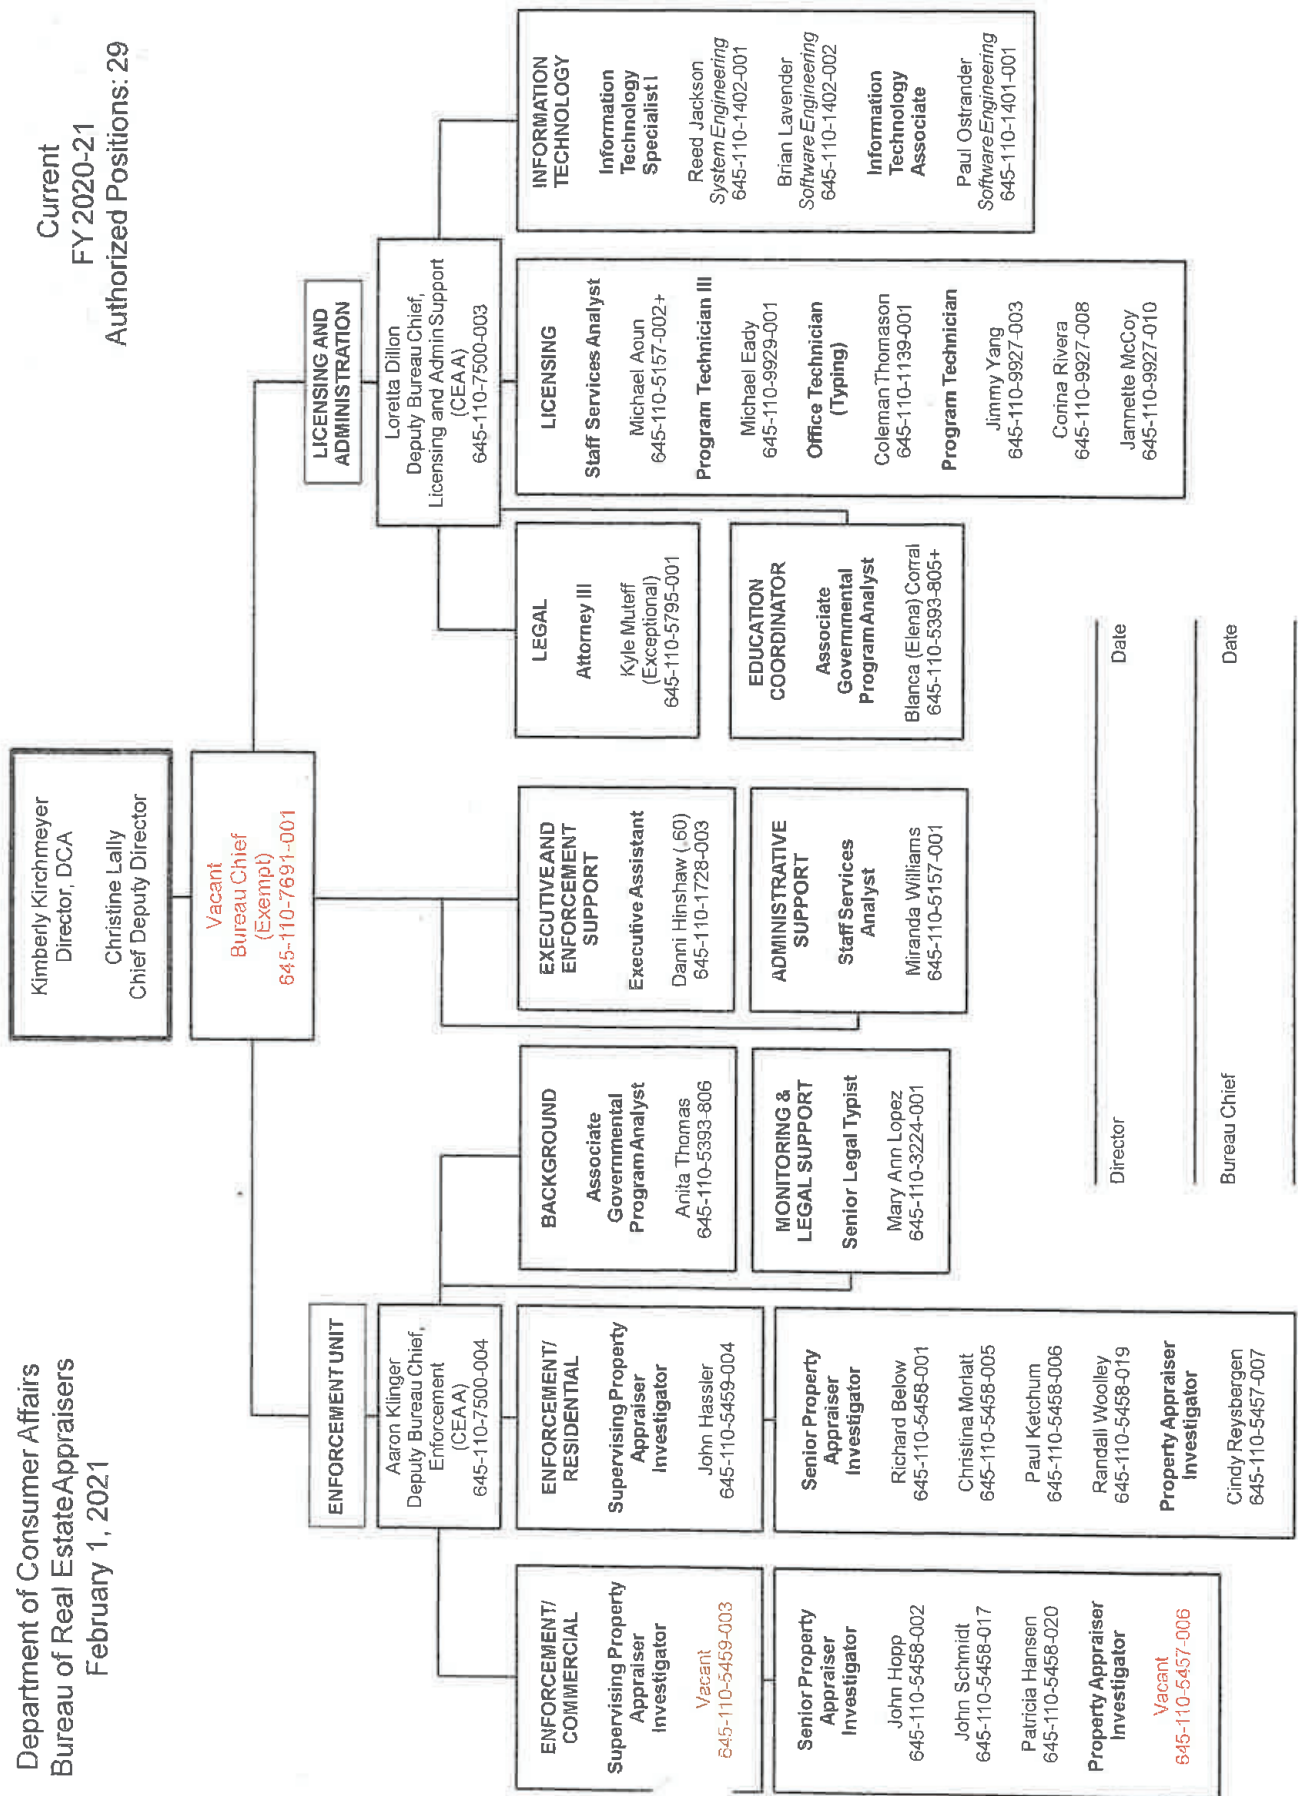 Department of Consumer Affairs
Bureau of Real Estate Appraisers
February 1, 2021
Current
FY 2020-21
Authorized Positions: 29
Kimberly Kirchmeyer
Director, DCA
Christine Lally
Chief Deputy Director
Vacant
Bureau Chief
(Exempt)
645-110-7691-001
ENFORCEMENT UNIT
Aaron Klinger
Deputy Bureau Chief,
Enforcement
(CEAA)
645-110-7500-004
LICENSING AND
ADMINISTRATION
Loretta Dillon
Deputy Bureau Chief,
Licensing and Admin Support
(CEAA)
645-110-7500-003
ENFORCEMENT/
COMMERCIAL
Supervising Property
Appraiser
Investigator
Vacant
645-110-5459-003
Senior Property
Appraiser
Investigator
John Hopp
645-110-5458-002
John Schmidt
645-110-5458-017
Patricia Hansen
645-110-5458-020
Property Appraiser
Investigator
Vacant
645-110-5457-006
ENFORCEMENT/
RESIDENTIAL
Supervising Property
Appraiser
Investigator
John Hassler
645-110-5459-004
Senior Property
Appraiser
Investigator
Richard Below
645-110-5458-001
Christina Morlatt
645-110-5458-005
Paul Ketchum
645-110-5458-006
Randall Woolley
645-110-5458-019
Property Appraiser
Investigator
Cindy Reysbergen
645-110-5457-007
BACKGROUND
Associate
Governmental
Program Analyst
Anita Thomas
645-110-5393-806
MONITORING &
LEGAL SUPPORT
Senior Legal Typist
Mary Ann Lopez
645-110-3224-001
EXECUTIVE AND
ENFORCEMENT
SUPPORT
Executive Assistant
Danni Hinshaw (.60)
645-110-1728-003
ADMINISTRATIVE
SUPPORT
Staff Services
Analyst
Miranda Williams
645-110-5157-001
LEGAL
Attorney III
Kyle Muteff
(Exceptional)
645-110-5795-001
EDUCATION
COORDINATOR
Associate
Governmental
Program Analyst
Blanca (Elena) Corral
645-110-5393-805+
LICENSING
Staff Services Analyst
Michael Aoun
645-110-5157-002+
Program Technician III
Michael Eady
645-110-9929-001
Office Technician
(Typing)
Coleman Thomason
645-110-1139-001
Program Technician
Jimmy Yang
645-110-9927-003
Corina Rivera
645-110-9927-008
Jannette McCoy
645-110-9927-010
INFORMATION
TECHNOLOGY
Information
Technology
Specialist I
Reed Jackson
System Engineering
645-110-1402-001
Brian Lavender
Software Engineering
645-110-1402-002
Information
Technology
Associate
Paul Ostrander
Software Engineering
645-110-1401-001
Director Date
Bureau Chief Date